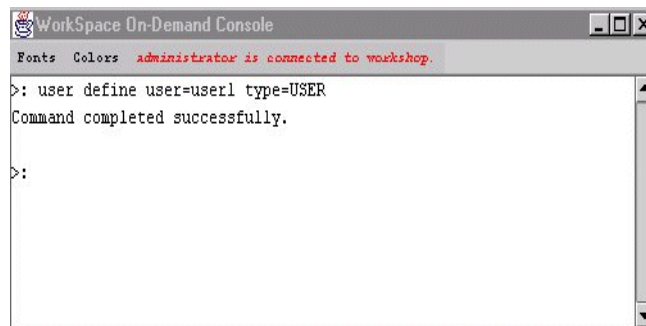 WorkSpace On-Demand Console
Fonts Colors administrator is connected to workshop.
>: user define user=user1 type=USER
Command completed successfully.
>: